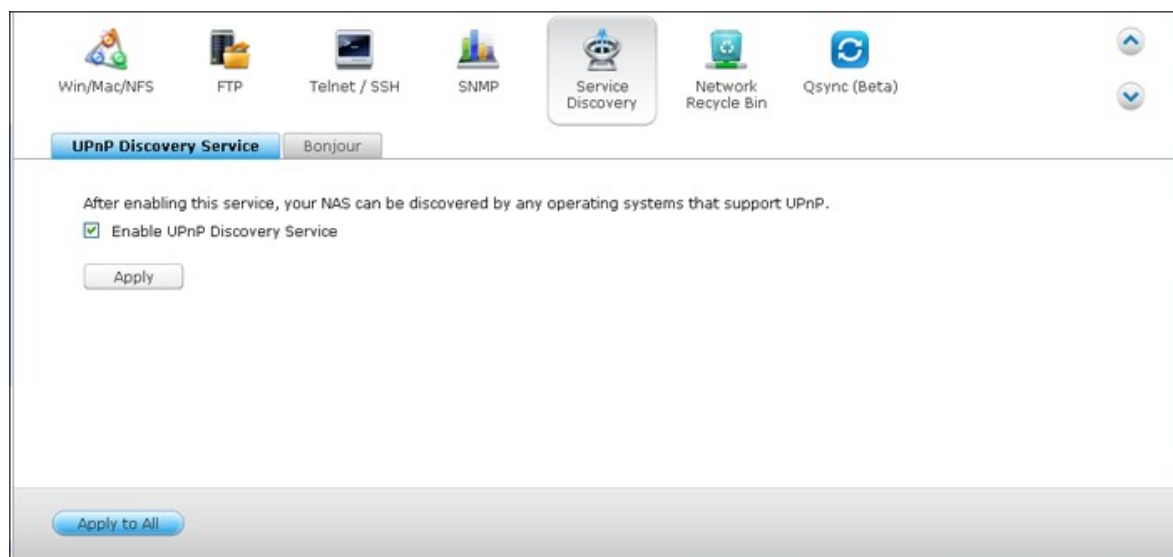 Win/Mac/NFS
FTP
Telnet / SSH
SNMP
Service
Discovery
Network
Recycle Bin
Qsync (Beta)
UPnP Discovery Service
Bonjour
After enabling this service, your NAS can be discovered by any operating systems that support UPnP.
Enable UPnP Discovery Service
Apply
Apply to All